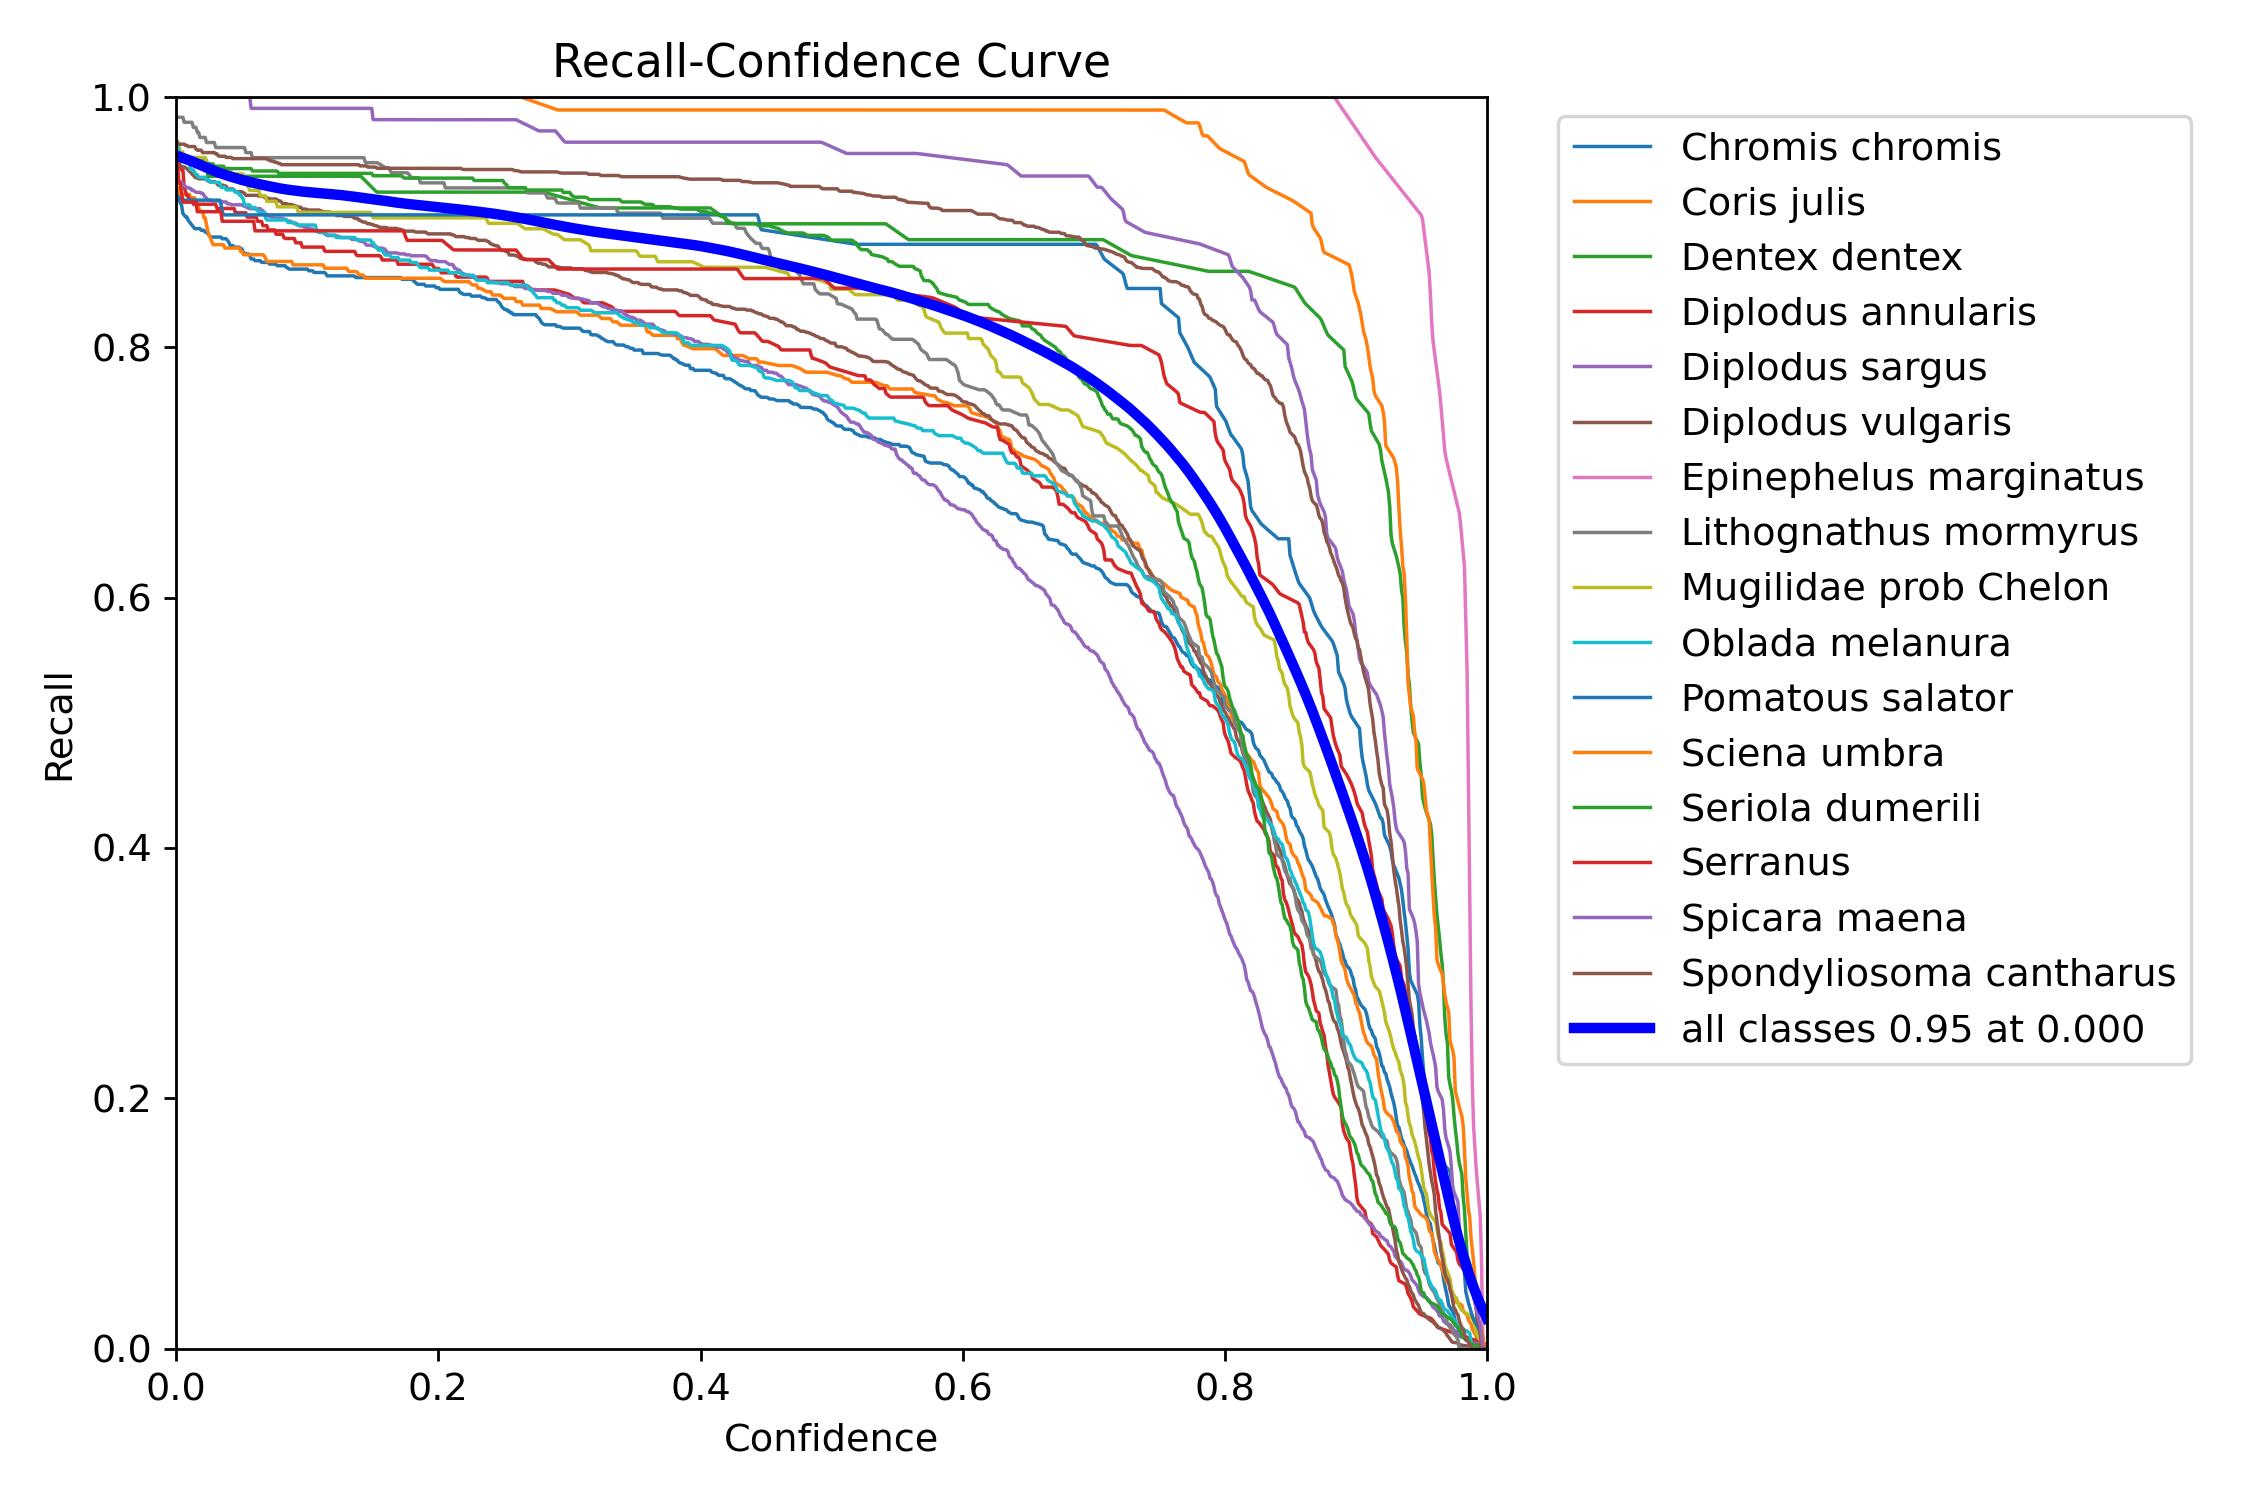 Recall-Confidence Curve
1.0
0.8
0.6
0.4
0.2
0.0
Recall
0.0 0.2 0.4 0.6 0.8 1.0
Confidence
Chromis chromis
Coris julis
Dentex dentex
Diplodus annularis
Diplodus sargus
Diplodus vulgaris
Epinephelus marginatus
Lithognathus mormyrus
Mugilidae prob Chelon
Oblada melanura
Pomatous salator
Sciena umbra
Seriola dumerili
Serranus
Spicara maena
Spondyliosoma cantharus
all classes 0.95 at 0.000